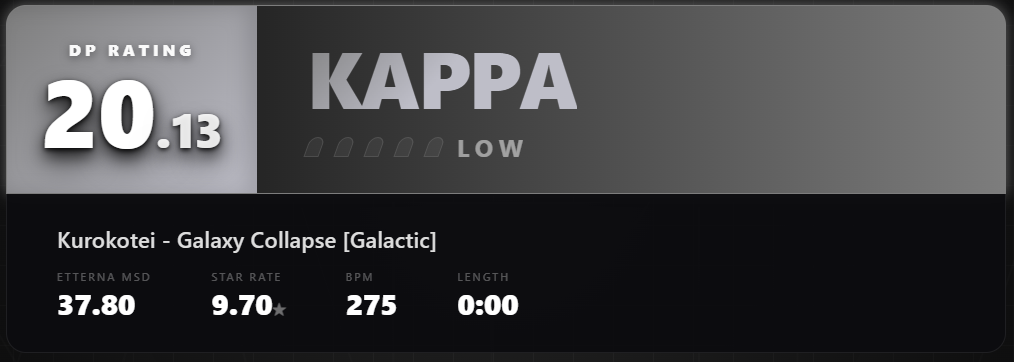 DP RATING
20.13
KAPPA
LOW
Kurokotei - Galaxy Collapse [Galactic]
ETTERNA MSD STAR RATE BPM LENGTH
37.80 9.70★ 275 0:00